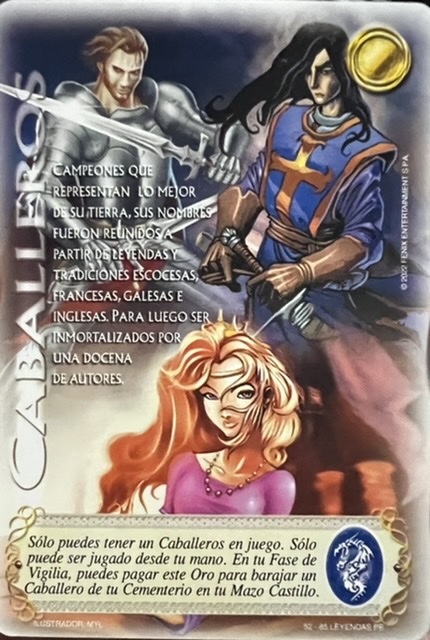 CABALLEROS
CAMPEONES QUE
REPRESENTAN LO MEJOR
DE SU TIERRA, SUS NOMBRES
FUERON REUNIDOS A
PARTIR DE LEYENDAS Y
TRADICIONES ESCOCESAS,
FRANCESAS, GALESAS E
INGLESAS. PARA LUEGO SER
INMORTALIZADOS POR
UNA DOCENA
DE AUTORES.
© 2022 FENIX ENTERTAINMENT SPA
Sólo puedes tener un Caballeros en juego. Sólo
puede ser jugado desde tu mano. En tu Fase de
Vigilia, puedes pagar este Oro para barajar un
Caballero de tu Cementerio en tu Mazo Castillo.
ILUSTRADOR: MYL
52 - 85 LEYENDAS PB